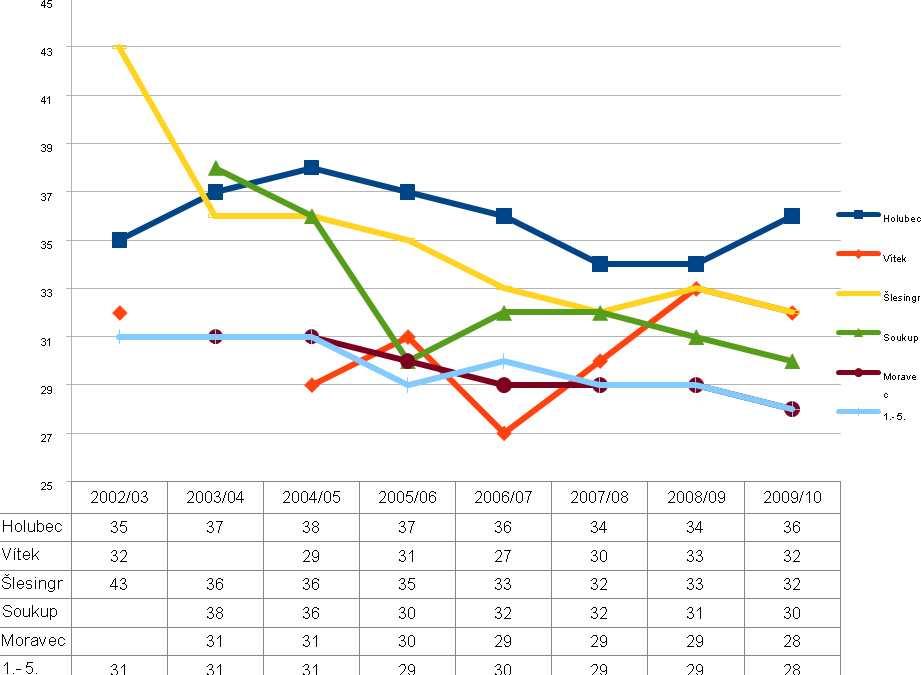 45
43
41
39
37
35
33
31
29
27
25
Holubec
Vítek
Šlesingr
Soukup
Morave
c
1.- 5.
2002/03 2003/04 2004/05 2005/06 2006/07 2007/08 2008/09 2009/10
Holubec 35 37 38 37 36 34 34 36
Vítek 32 29 31 27 30 33 32
Šlesingr 43 36 36 35 33 32 33 32
Soukup 38 36 30 32 32 31 30
Moravec 31 31 30 29 29 29 28
1.- 5. 31 31 31 29 30 29 29 28